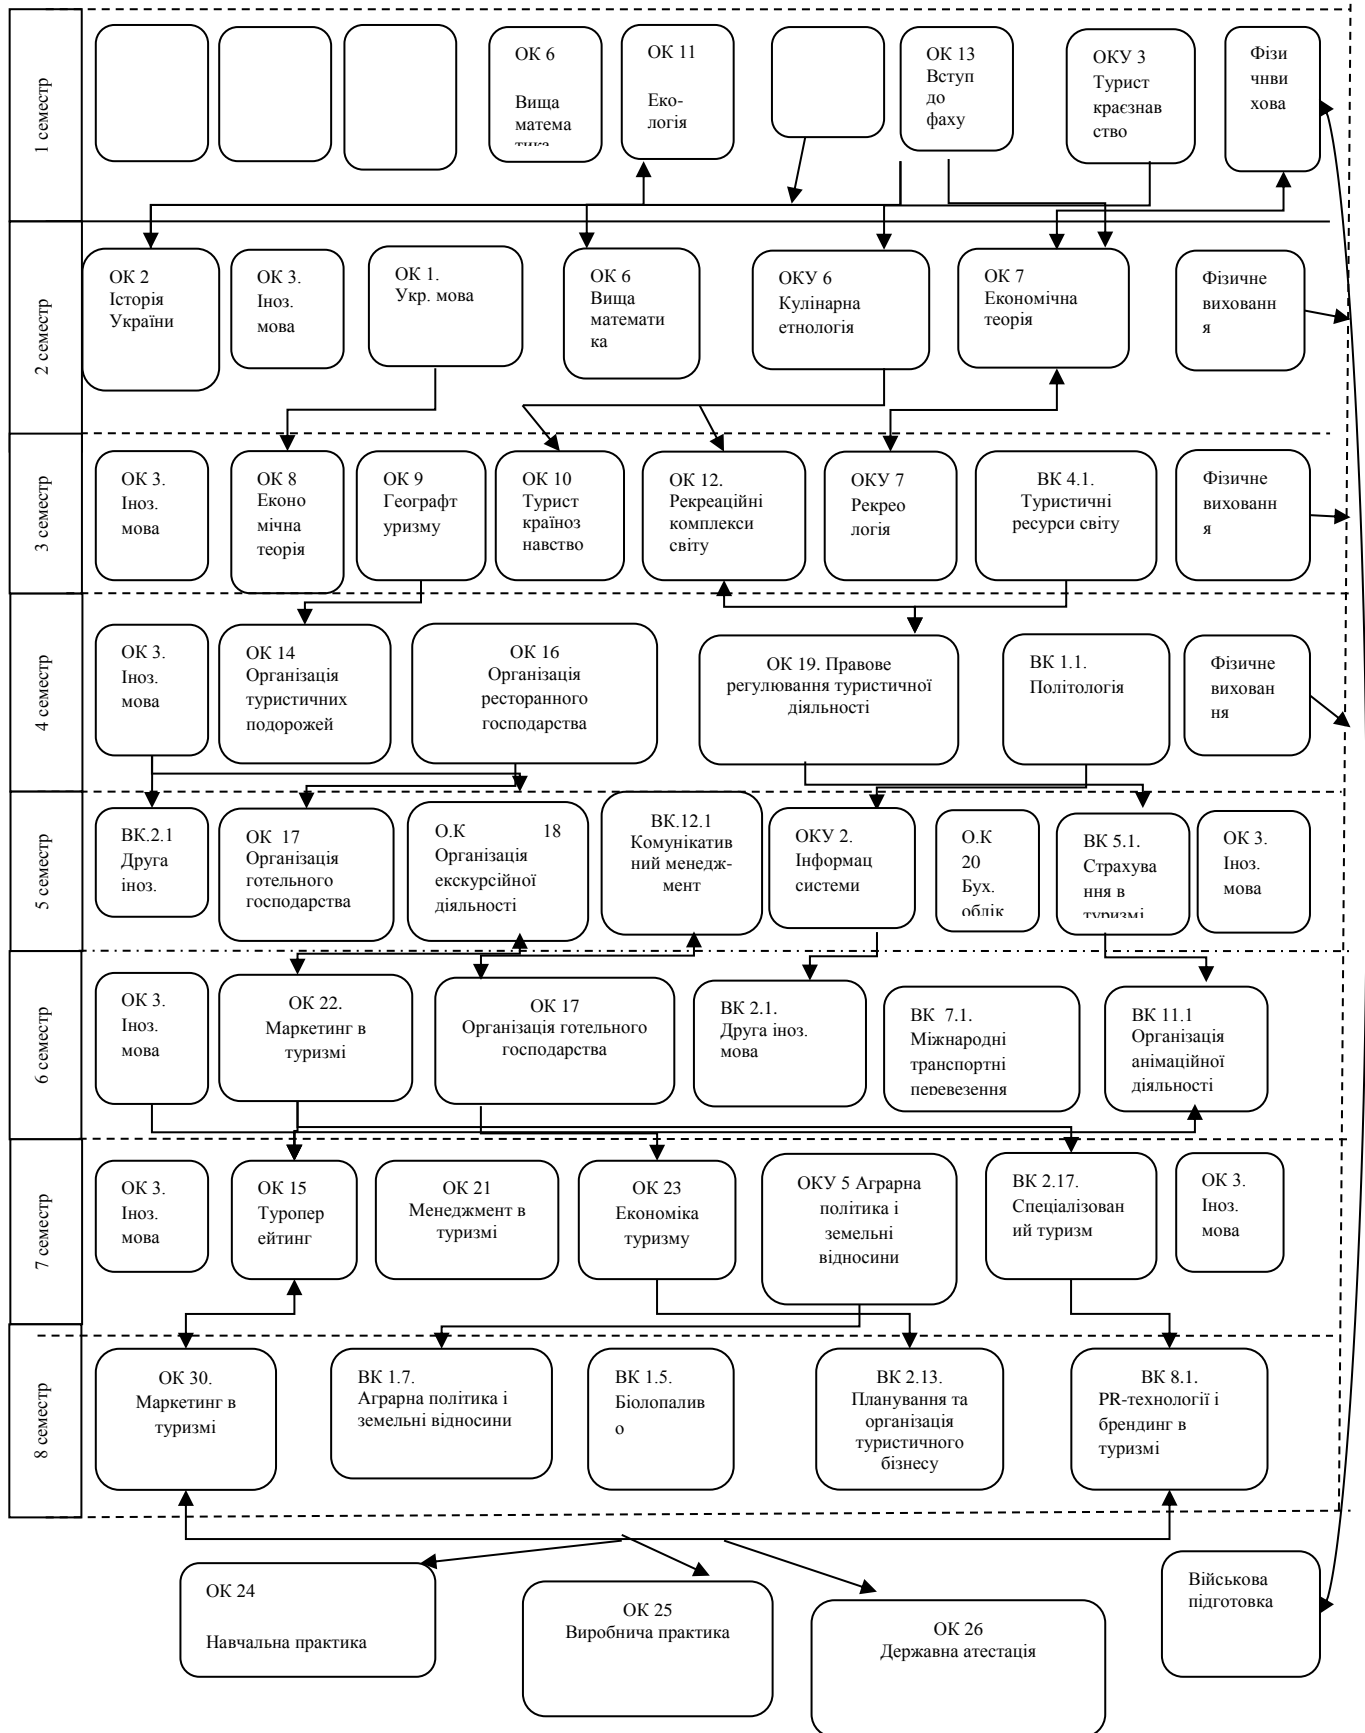 1 семестр
ОК 6
Вища
матема
тика
ОК 11
Еко-
логія
ОК 13
Вступ
до
фаху
ОКУ 3
Турист
краєзнав
ство
Фізи
чнви
хова
2 семестр
ОК 2
Історія
України
ОК 3.
Іноз.
мова
ОК 1.
Укр. мова
ОК 6
Вища
математи
ка
ОКУ 6
Кулінарна
етнологія
ОК 7
Економічна
теорія
Фізичне
вихованн
я
3 семестр
ОК 3.
Іноз.
мова
ОК 8
Еконо
мічна
теорія
ОК 9
Географт
уризму
ОК 10
Турист
країноз
навство
ОК 12.
Рекреаційні
комплекси
світу
ОКУ 7
Рекрео
логія
ВК 4.1.
Туристичні
ресурси світу
Фізичне
вихованн
я
4 семестр
ОК 3.
Іноз.
мова
ОК 14
Організація
туристичних
подорожей
ОК 16
Організація
ресторанного
господарства
ОК 19. Правове
регулювання туристичної
діяльності
ВК 1.1.
Політологія
Фізичне
вихован
ня
5 семестр
ВК.2.1
Друга
іноз.
ОК 17
Організація
готельного
господарства
О.К 18
Організація
екскурсійної
діяльності
ВК.12.1
Комунікатив
ний менедж-
мент
ОКУ 2.
Інформац
системи
О.К
20
Бух.
облік
ВК 5.1.
Страхува
ння в
туризмі
ОК 3.
Іноз.
мова
6 семестр
ОК 3.
Іноз.
мова
ОК 22.
Маркетинг в
туризмі
ОК 17
Організація готельного
господарства
ВК 2.1.
Друга іноз.
мова
ВК 7.1.
Міжнародні
транспортні
перевезення
ВК 11.1
Організація
анімаційної
діяльності
7 семестр
ОК 3.
Іноз.
мова
ОК 15
Туропер
ейтинг
ОК 21
Менеджмент в
туризмі
ОК 23
Економіка
туризму
ОКУ 5 Аграрна
політика і
земельні
відносини
ВК 2.17.
Спеціалізован
ий туризм
ОК 3.
Іноз.
мова
8 семестр
ОК 30.
Маркетинг в
туризмі
ВК 1.7.
Аграрна політика і
земельні відносини
ВК 1.5.
Біолопалив
о
ВК 2.13.
Планування та
організація
туристичного
бізнесу
ВК 8.1.
PR-технології і
брендинг в
туризмі
ОК 24
Навчальна практика
ОК 25
Виробнича практика
ОК 26
Державна атестація
Військова
підготовка